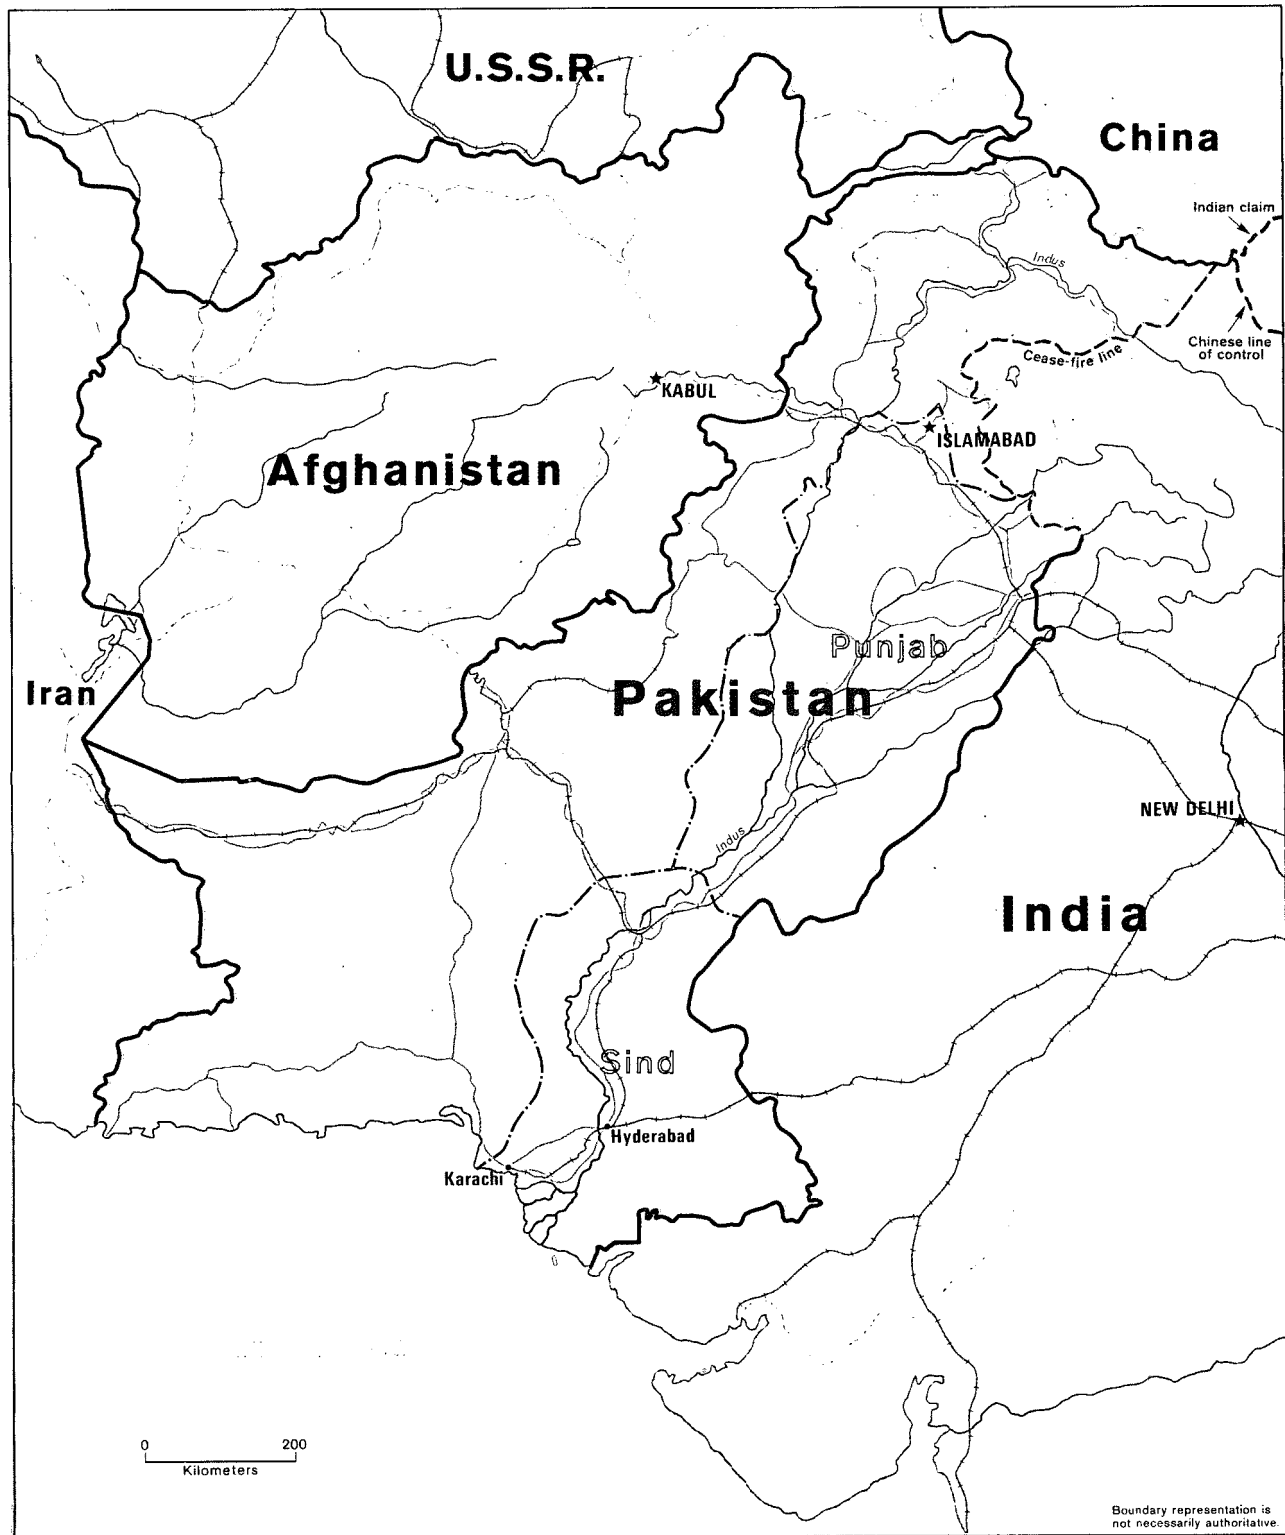 U.S.S.R.
China
Indian claim
Indus
Chinese line
of control
Cease-fire line
KABUL
ISLAMABAD
Afghanistan
Punjab
Iran
Pakistan
NEW DELHI
Indus
India
Sind
Hyderabad
Karachi
0 200
Kilometers
Boundary representation is
not necessarily authoritative.